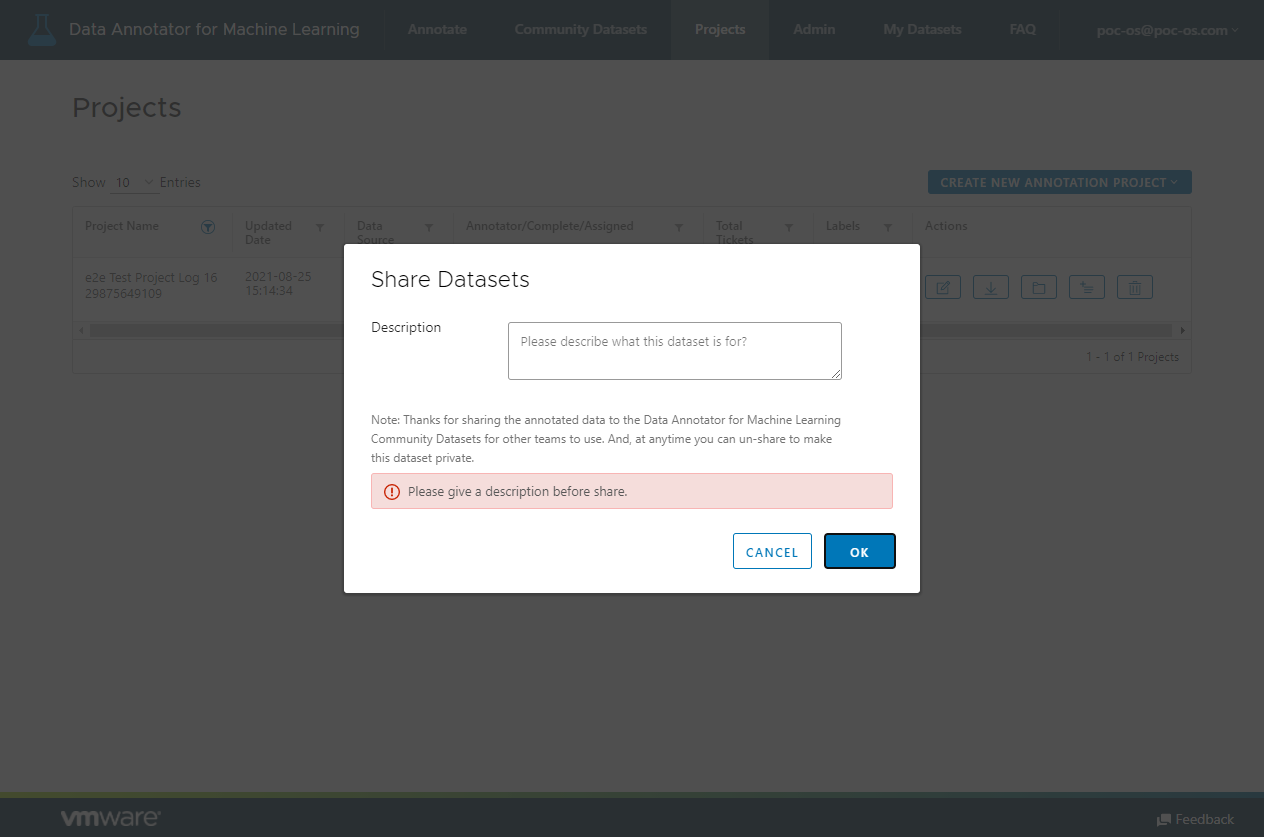 Data Annotator for Machine Learning
Annotate
Community Datasets
Projects
Admin
My Datasets
FAQ
poc-os@poc-os.com
Projects
Show 10 Entries
CREATE NEW ANNOTATION PROJECT
Project Name
Updated
Date
Data
Source
Annotator/Complete/Assigned
Total
Tickets
Labels
Actions
e2e Test Project Log 16
29875649109
2021-08-25
15:14:34
1 - 1 of 1 Projects
Share Datasets
Description
Please describe what this dataset is for?
Note: Thanks for sharing the annotated data to the Data Annotator for Machine Learning
Community Datasets for other teams to use. And, at anytime you can un-share to make
this dataset private.
Please give a description before share.
CANCEL
OK
vmware
Feedback